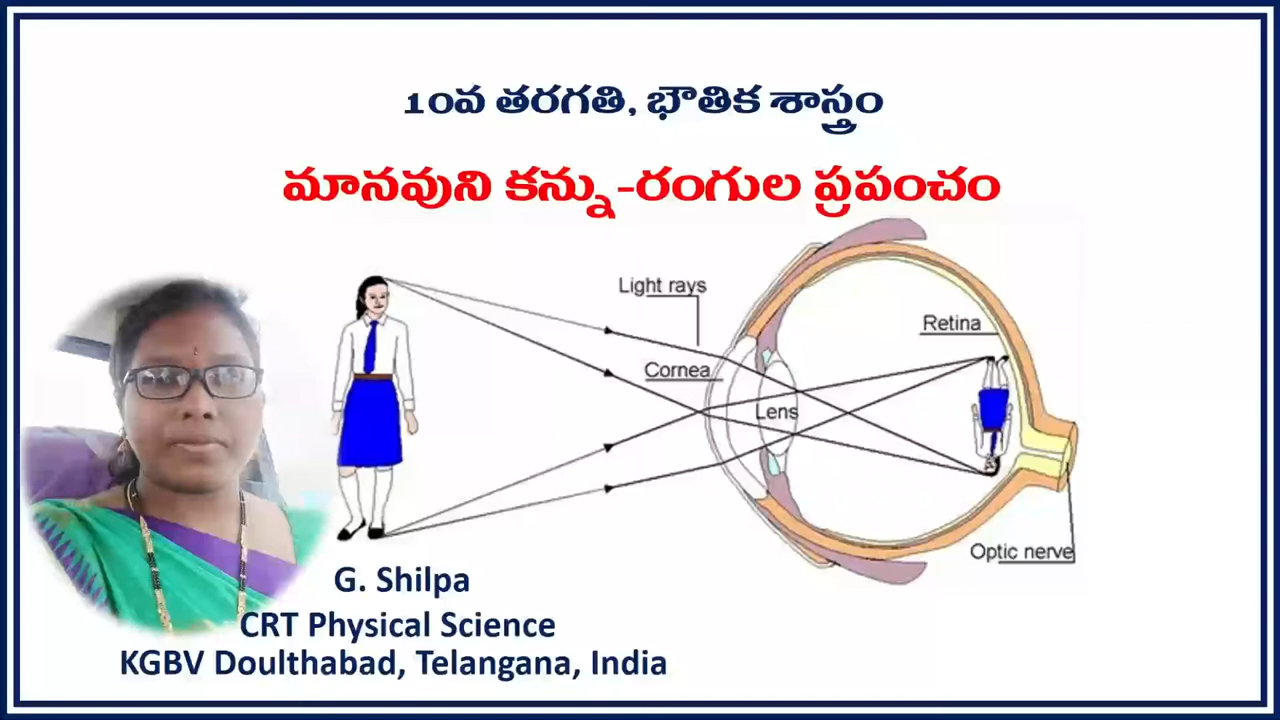 10వ తరగతి, భౌతిక శాస్త్రం
మానవుని కన్ను-రంగుల ప్రపంచం
Light rays
Retina
Cornea
Lens
Optic nerve
G. Shilpa
CRT Physical Science
KGBV Doulthabad, Telangana, India